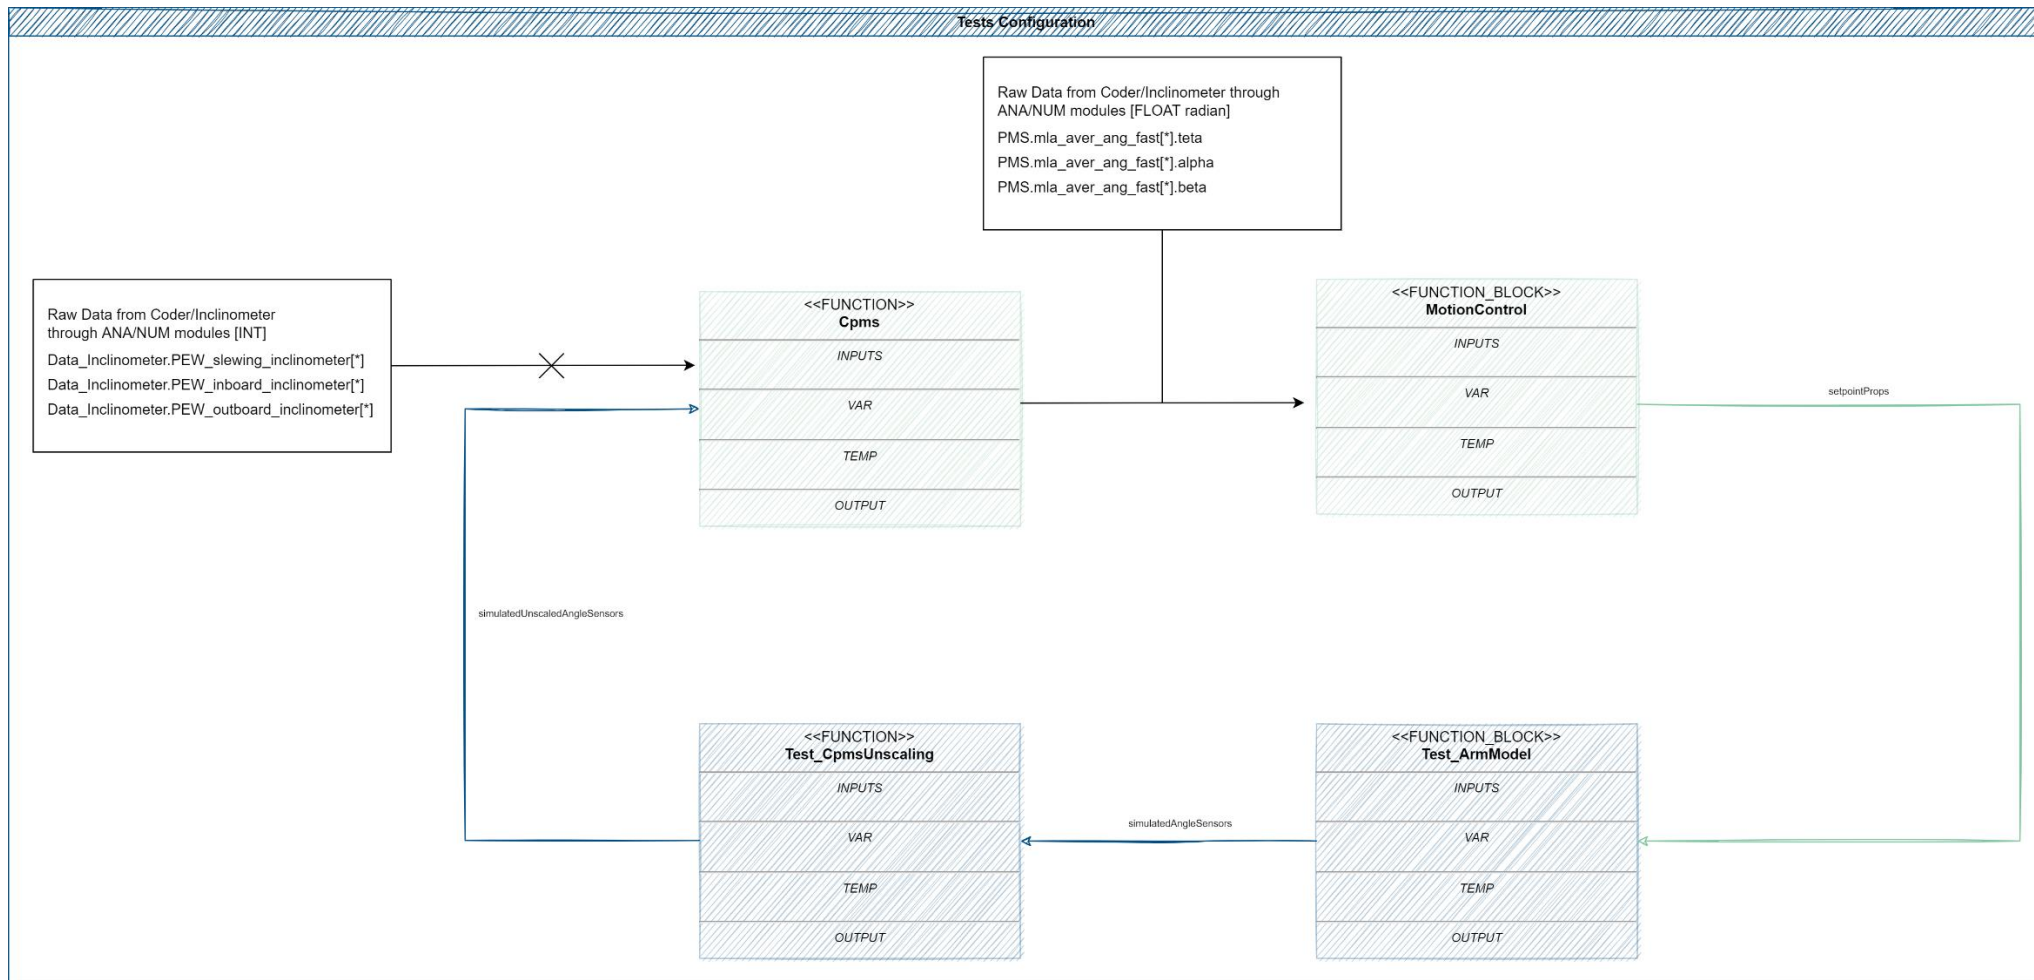 Tests Configuration
Raw Data from Coder/Inclinometer through
ANA/NUM modules [FLOAT radian]
PMS.mla_aver_ang_fast[*].teta
PMS.mla_aver_ang_fast[*].alpha
PMS.mla_aver_ang_fast[*].beta
Raw Data from Coder/Inclinometer
through ANA/NUM modules [INT]
Data_Inclinometer.PEW_slewing_inclinometer[*]
Data_Inclinometer.PEW_inboard_inclinometer[*]
Data_Inclinometer.PEW_outboard_inclinometer[*]
<<FUNCTION>>
Cpms
INPUTS
VAR
TEMP
OUTPUT
<<FUNCTION_BLOCK>>
MotionControl
INPUTS
VAR
TEMP
OUTPUT
setpointProps
simulatedUnscaledAngleSensors
<<FUNCTION>>
Test_CpmsUnscaling
INPUTS
VAR
TEMP
OUTPUT
simulatedAngleSensors
<<FUNCTION_BLOCK>>
Test_ArmModel
INPUTS
VAR
TEMP
OUTPUT